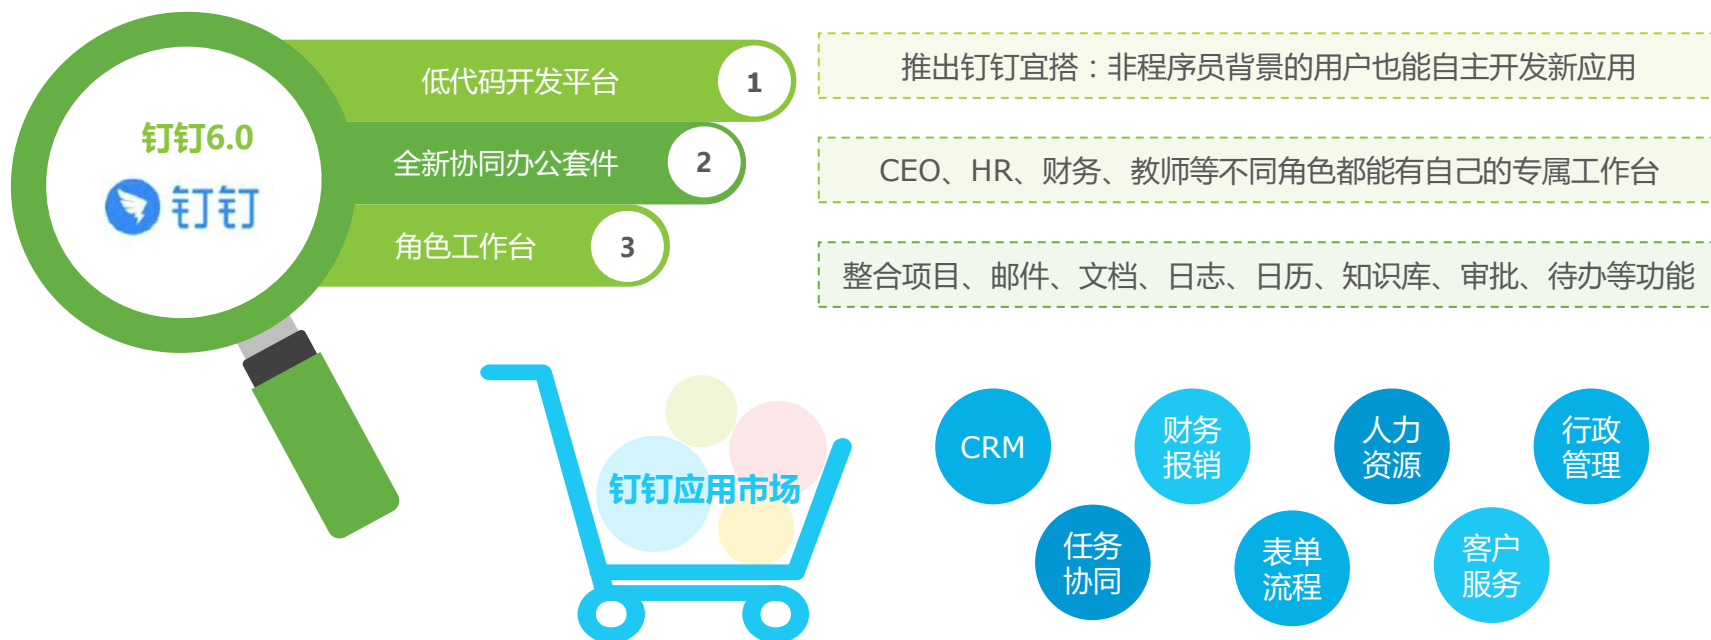 低代码开发平台
1
推出钉钉宜搭：非程序员背景的用户也能自主开发新应用
钉钉6.0
钉钉
全新协同办公套件
2
CEO、HR、财务、教师等不同角色都能有自己的专属工作台
角色工作台
3
整合项目、邮件、文档、日志、日历、知识库、审批、待办等功能
钉钉应用市场
CRM
财务
报销
人力
资源
行政
管理
任务
协同
表单
流程
客户
服务